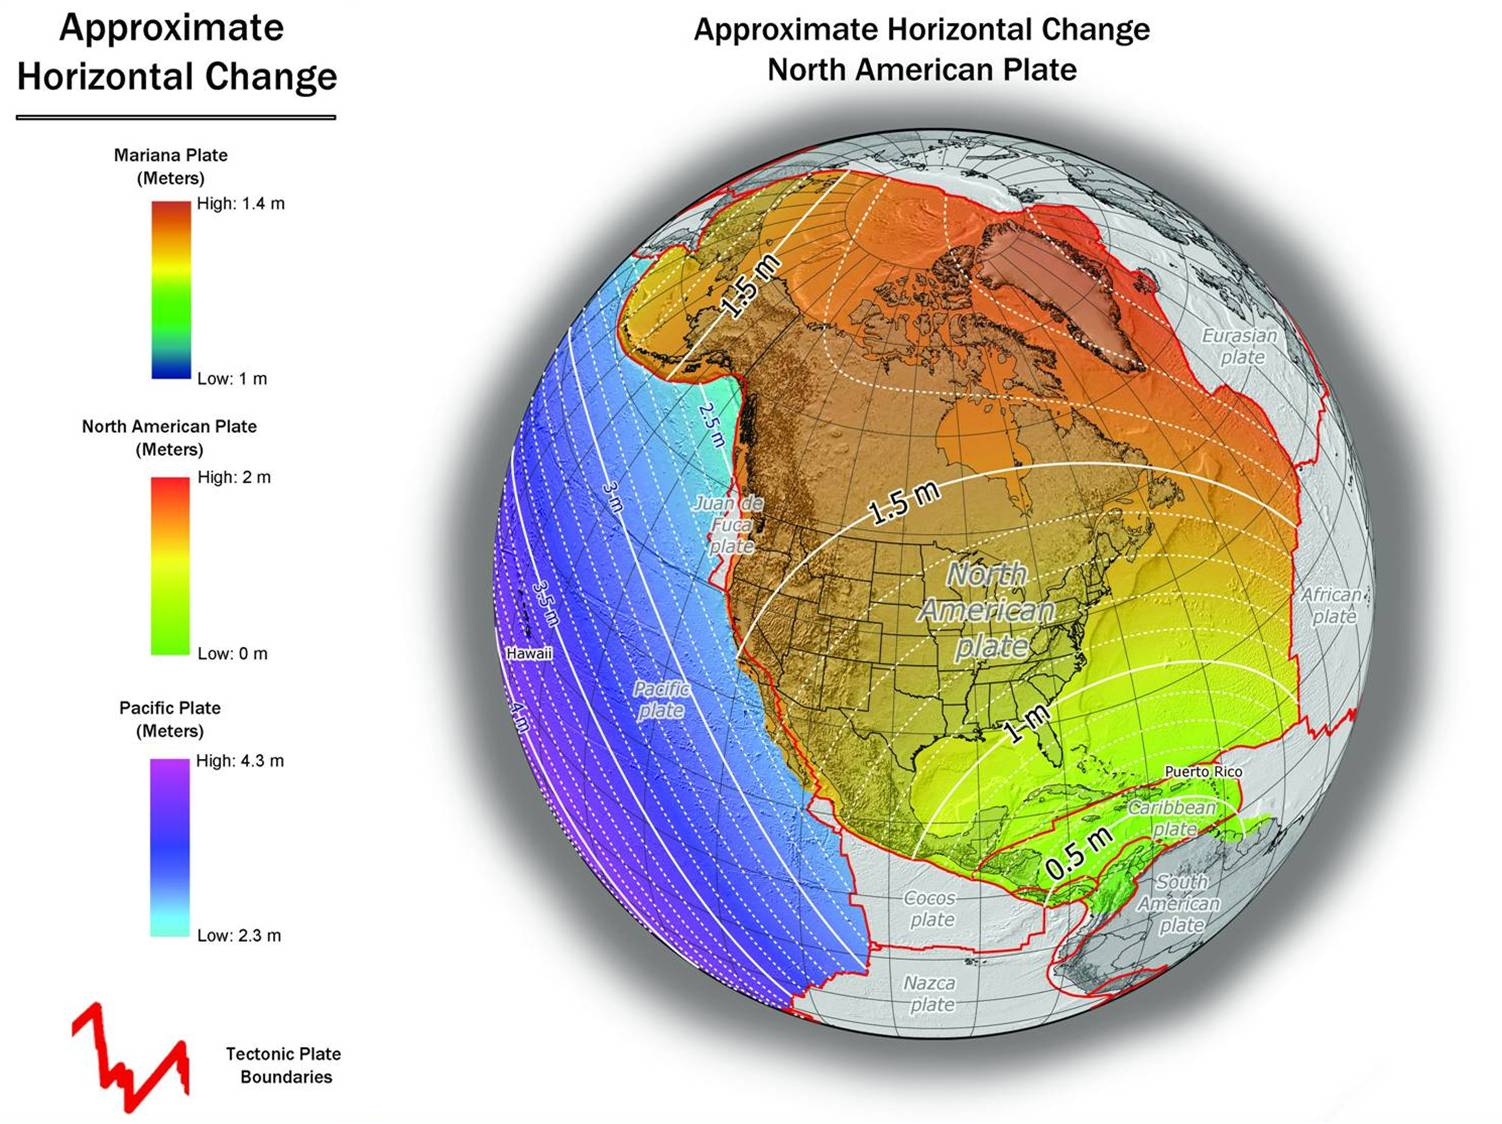 Approximate
Horizontal Change
Mariana Plate
(Meters)
High: 1.4 m
Low: 1 m
North American Plate
(Meters)
High: 2 m
Low: 0 m
Pacific Plate
(Meters)
High: 4.3 m
Low: 2.3 m
Tectonic Plate
Boundaries
Approximate Horizontal Change
North American Plate
1.5 m
Eurasian
plate
2.5 m
3 m
1.5 m
Juan de
Fuca
plate
North
American
plate
African
plate
3.5 m
Hawaii
Pacific
plate
4 m
1 m
Puerto Rico
Caribbean
plate
0.5 m
Cocos
plate
South
American
plate
Nazca
plate